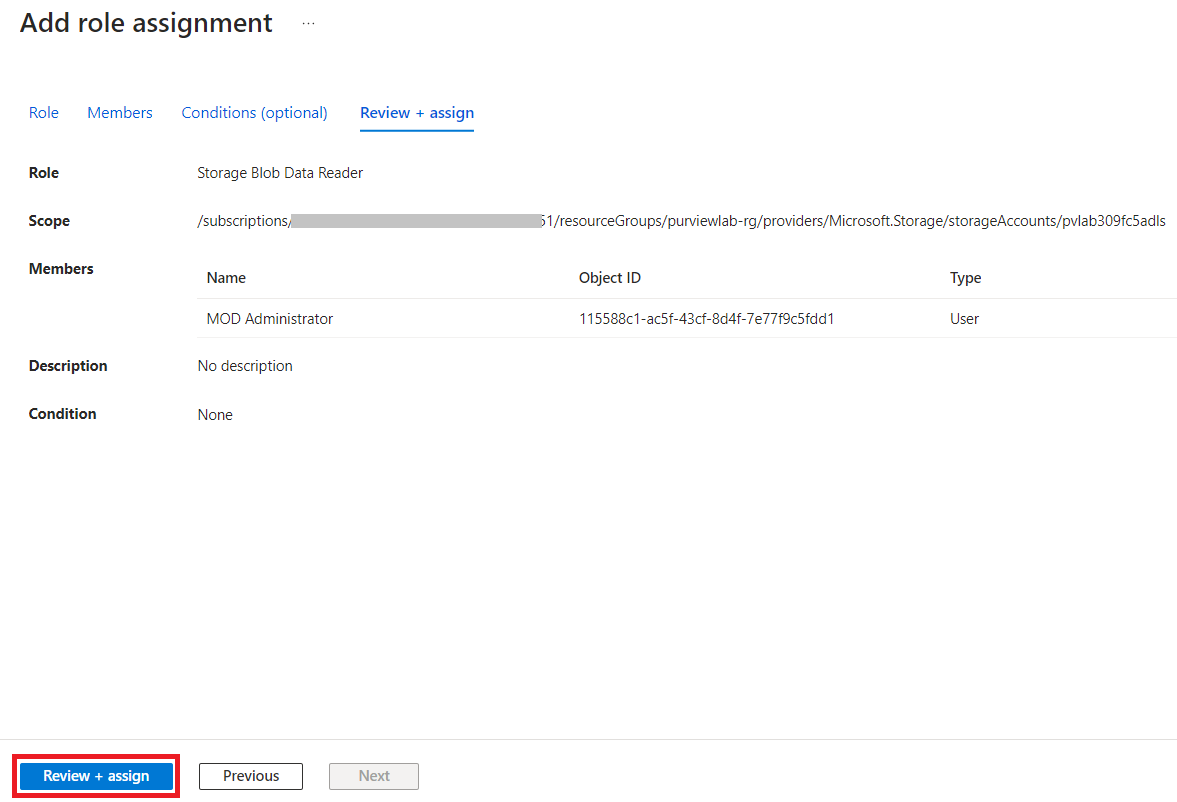 Add role assignment ...
Role Members Conditions (optional) Review + assign
Role Storage Blob Data Reader
Scope /subscriptions/ 61/resourceGroups/purviewlab-rg/providers/Microsoft.Storage/storageAccounts/pvlab309fc5adls
Members Name Object ID Type
MOD Administrator 115588c1-ac5f-43cf-8d4f-7e77f9c5fdd1 User
Description No description
Condition None
Review + assign Previous Next